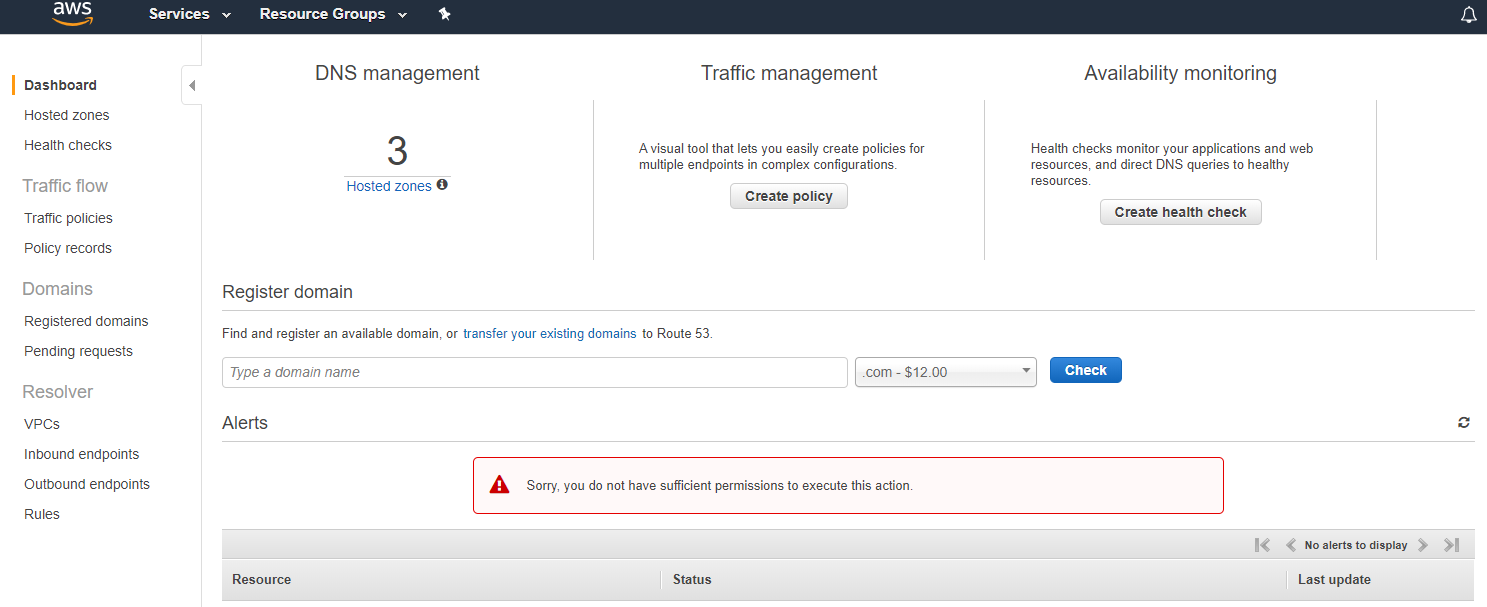 aws
Services
Resource Groups
Dashboard
Hosted zones
Health checks
Traffic flow
Traffic policies
Policy records
Domains
Registered domains
Pending requests
Resolver
VPCs
Inbound endpoints
Outbound endpoints
Rules
DNS management
3
Hosted zones
Traffic management
A visual tool that lets you easily create policies for
multiple endpoints in complex configurations.
Create policy
Availability monitoring
Health checks monitor your applications and web
resources, and direct DNS queries to healthy
resources.
Create health check
Register domain
Find and register an available domain, or transfer your existing domains to Route 53.
Type a domain name
.com - $12.00
Check
Alerts
Sorry, you do not have sufficient permissions to execute this action.
No alerts to display
Resource Status Last update